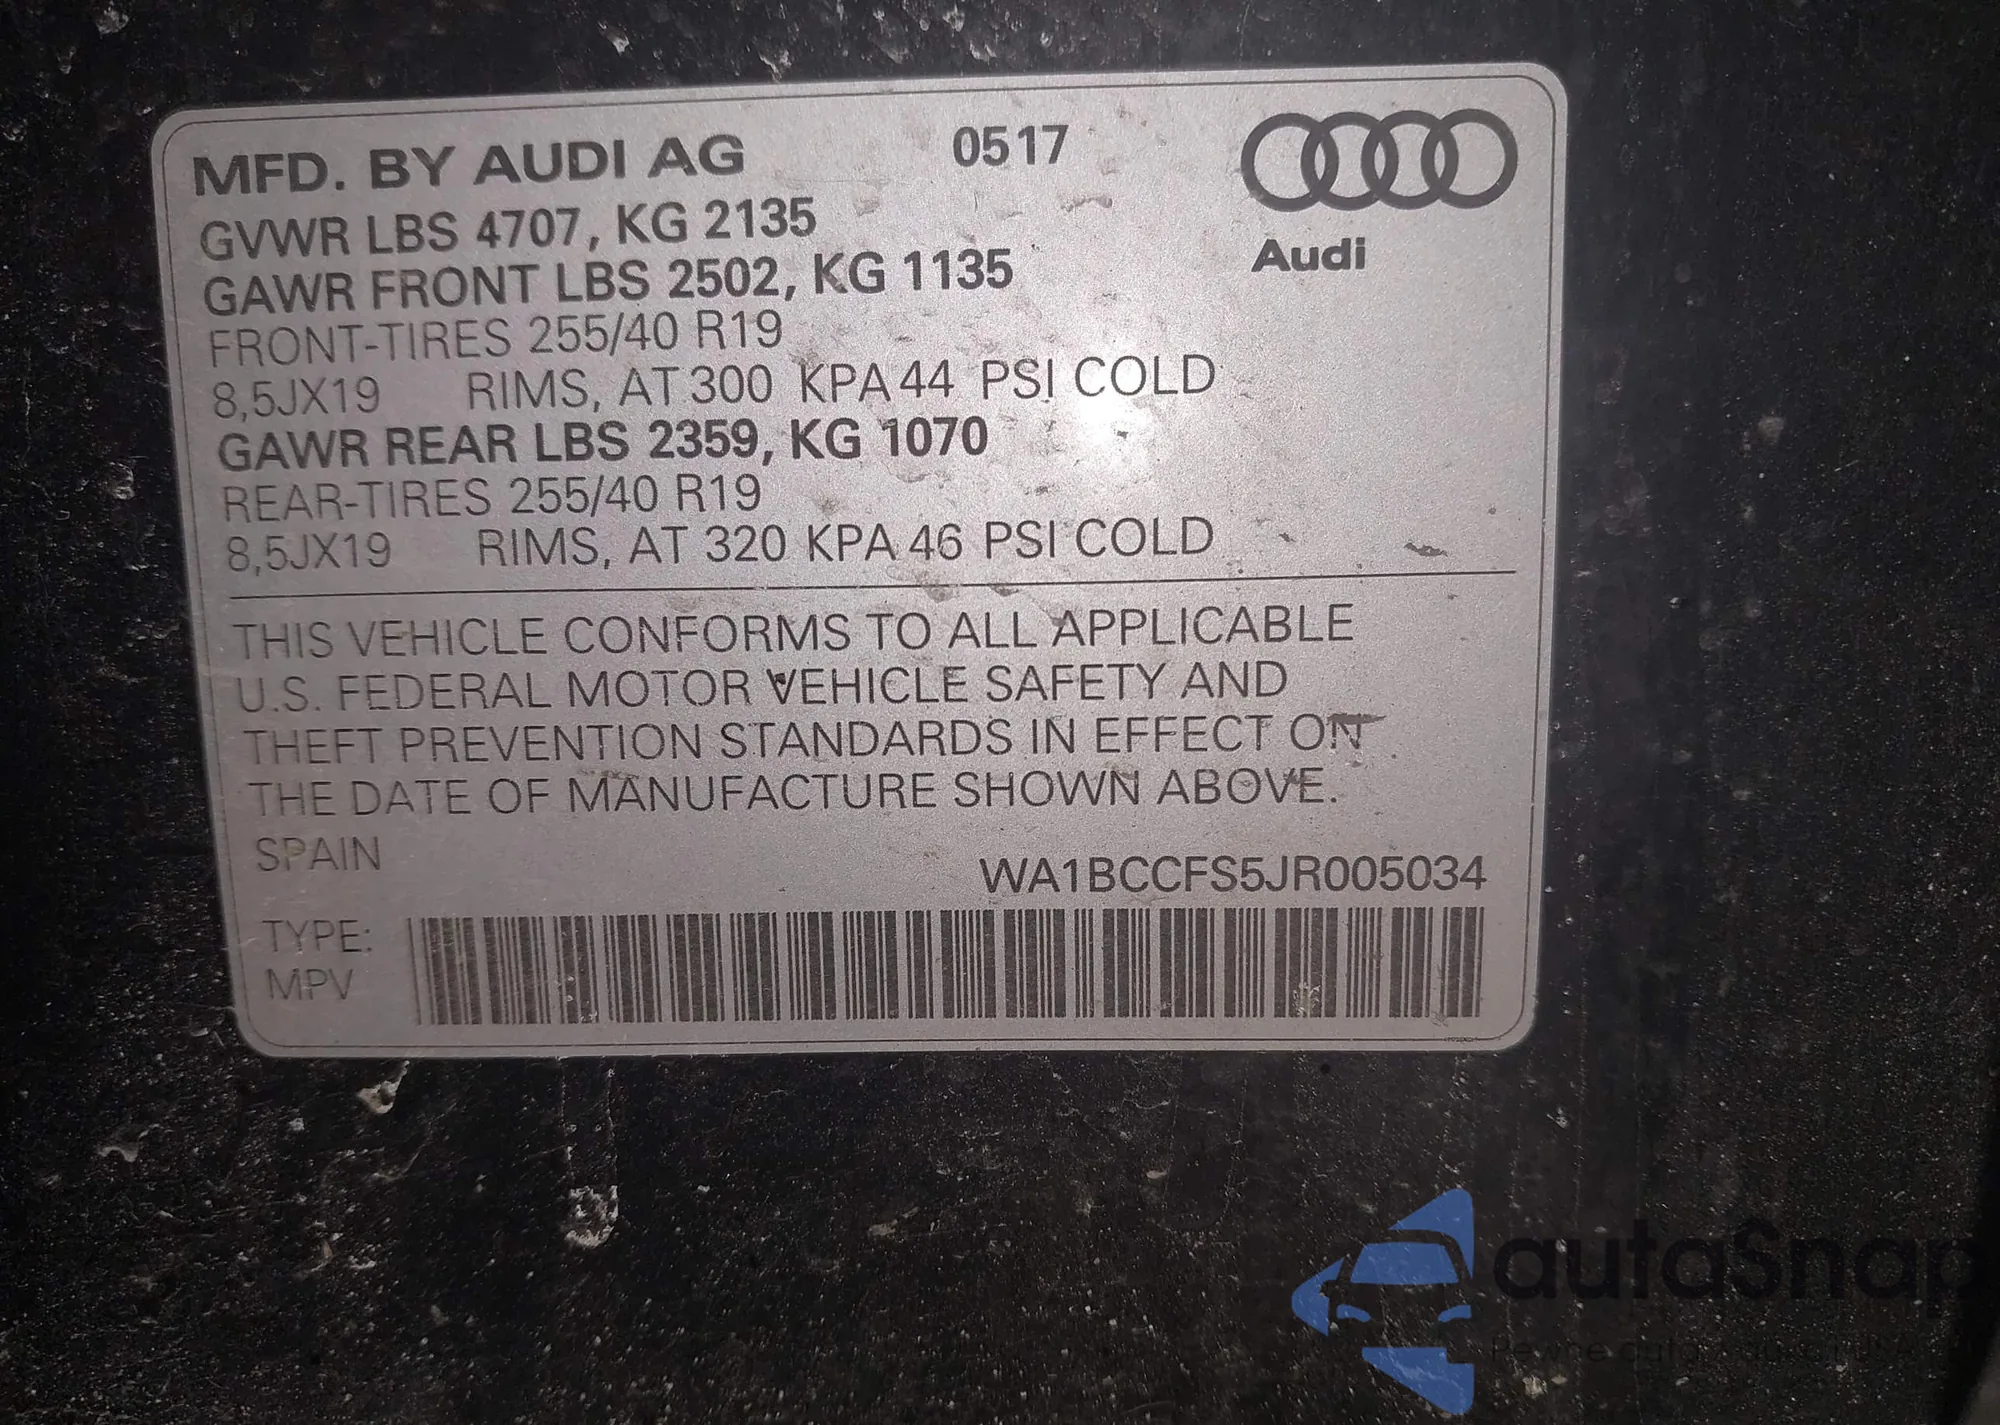 MFD. BY AUDI AG 0517
Audi
GVWR LBS 4707, KG 2135
GAWR FRONT LBS 2502, KG 1135
FRONT-TIRES 255/40 R19
8,5JX19 RIMS, AT 300 KPA 44 PSI COLD
GAWR REAR LBS 2359, KG 1070
REAR-TIRES 255/40 R19
8,5JX19 RIMS, AT 320 KPA 46 PSI COLD
THIS VEHICLE CONFORMS TO ALL APPLICABLE
U.S. FEDERAL MOTOR VEHICLE SAFETY AND
THEFT PREVENTION STANDARDS IN EFFECT ON
THE DATE OF MANUFACTURE SHOWN ABOVE.
SPAIN
WA1BCCFS5JR005034
TYPE:
MPV
autaSnap
Pewne auta